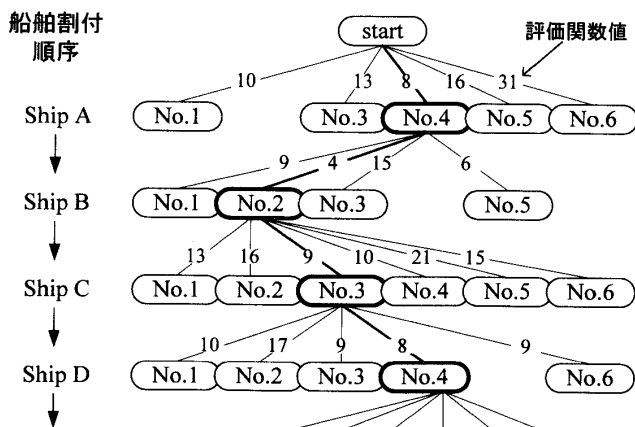 船舶割付
順序
start
評価関数値
10 13 8 16 31
Ship A No.1 No.3 No.4 No.5 No.6
9 4 15 6
Ship B No.1 No.2 No.3 No.5
13 16 9 10 21 15
Ship C No.1 No.2 No.3 No.4 No.5 No.6
10 17 9 8 9
Ship D No.1 No.2 No.3 No.4 No.6